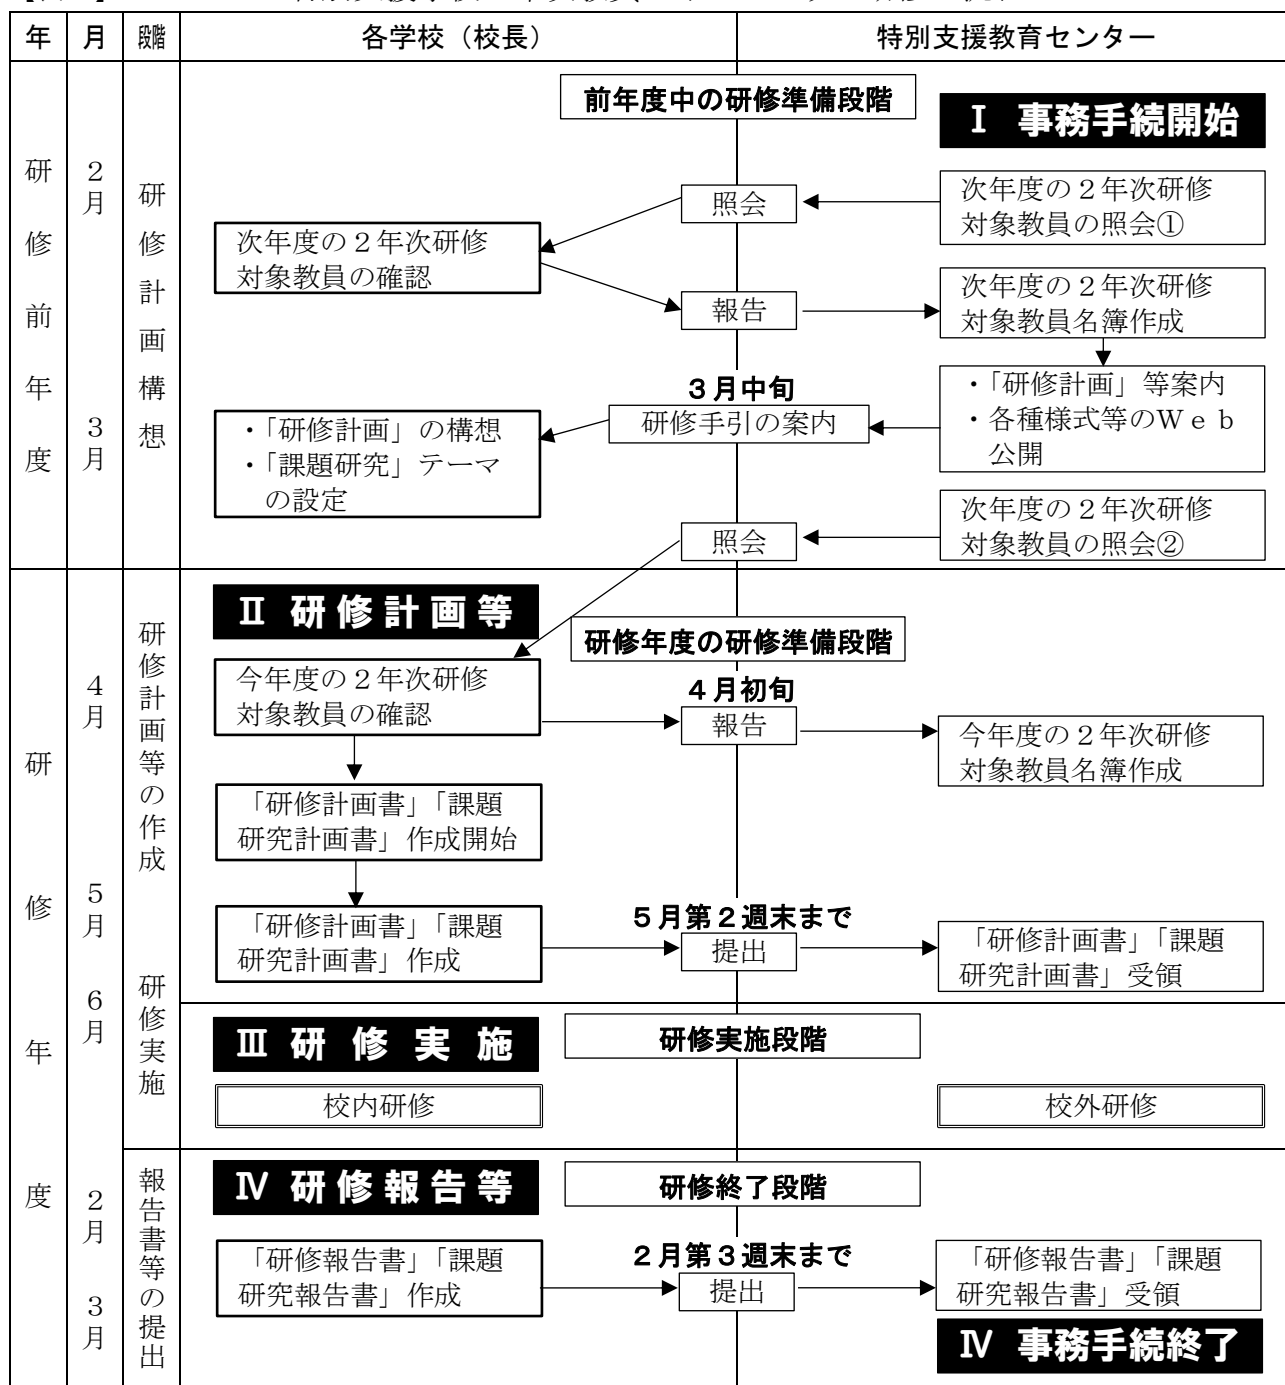 年
月
段階
各学校（校長）
特別支援教育センター
研修前年度
2月
3月
研修計画構想
前年度中の研修準備段階
Ⅰ 事務手続開始
次年度の２年次研修
対象教員の照会①
照会
次年度の２年次研修
対象教員の確認
報告
次年度の２年次研修
対象教員名簿作成
・「研修計画」等案内
・各種様式等のＷｅｂ
公開
３月中旬
研修手引の案内
・「研修計画」の構想
・「課題研究」テーマ
の設定
次年度の２年次研修
対象教員の照会②
照会
研修年度
4月
5月
6月
研修計画等の作成
Ⅱ 研修計画等
研修年度の研修準備段階
今年度の２年次研修
対象教員の確認
４月初旬
報告
今年度の２年次研修
対象教員名簿作成
「研修計画書」「課題
研究計画書」作成開始
「研修計画書」「課題
研究計画書」作成
５月第２週末まで
提出
「研修計画書」「課題
研究計画書」受領
研修実施
Ⅲ 研修実施
研修実施段階
校内研修
校外研修
2月
3月
報告書等の提出
Ⅳ 研修報告等
研修終了段階
「研修報告書」「課題
研究報告書」作成
２月第３週末まで
提出
「研修報告書」「課題
研究報告書」受領
Ⅳ 事務手続終了